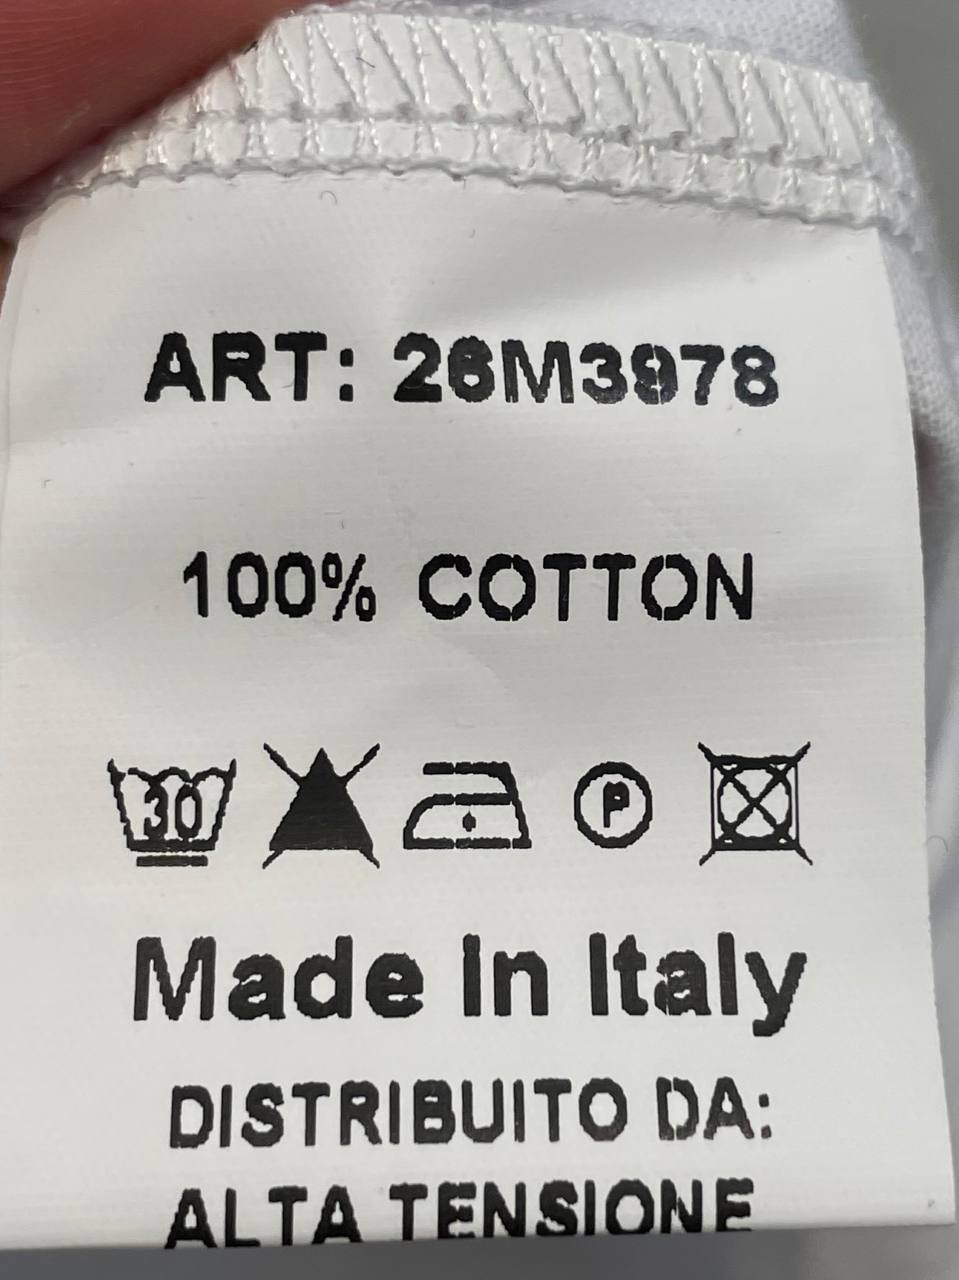 ART: 26M3978
100% COTTON
30 P
Made in Italy
DISTRIBUITO DA:
ALTA TENSIONE